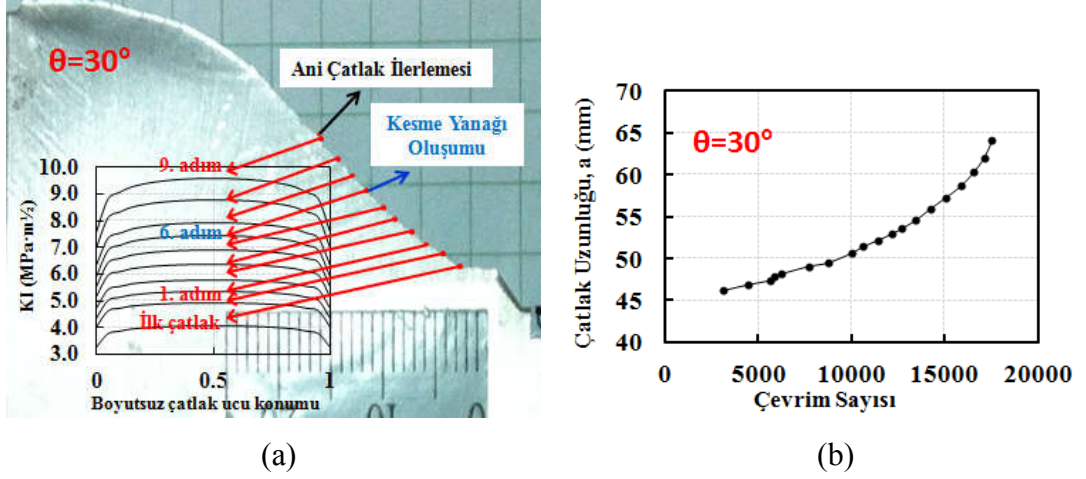 θ=30°
Ani Çatlak İlerlemesi
Kesme Yanağı
Oluşumu
KI (MPa·m½)
10.0
9.0
8.0
7.0
6.0
5.0
4.0
3.0
9. adım
6. adım
1. adım
İlk çatlak
0
0.5
1
Boyutsuz çatlak ucu konumu
(a)
Çatlak Uzunluğu, a (mm)
70
65
60
55
50
45
40
θ=30°
0
5000
10000
15000
20000
Çevrim Sayısı
(b)